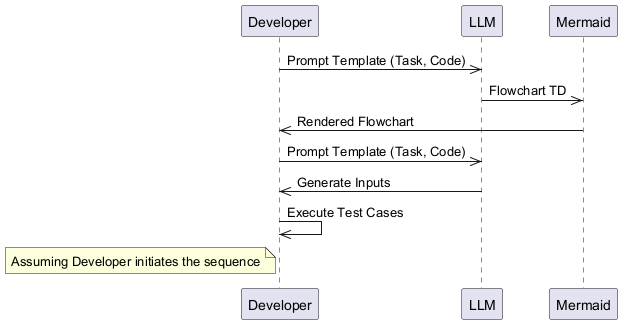 Developer LLM Mermaid
Prompt Template (Task, Code)
Flowchart TD
Rendered Flowchart
Prompt Template (Task, Code)
Generate Inputs
Execute Test Cases
Assuming Developer initiates the sequence
Developer LLM Mermaid